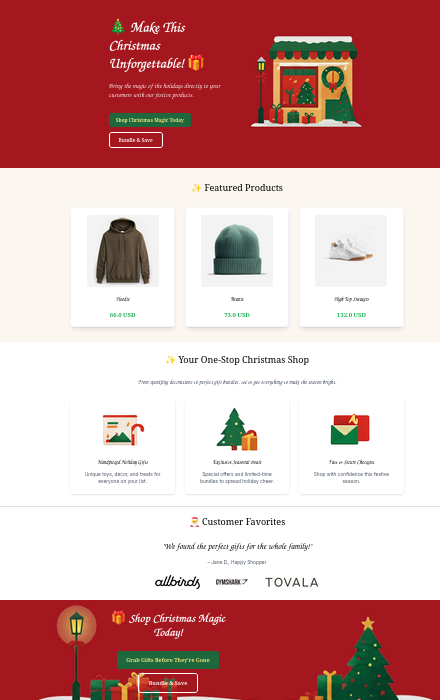 🎄 Make This
Christmas
Unforgettable! 🎁
Bring the magic of the holidays directly to your
customers with our festive products.
Shop Christmas Magic Today
Bundle & Save
✨ Featured Products
Hoodie
Beanie
High Top Sneakers
66.0 USD
73.0 USD
132.0 USD
✨ Your One-Stop Christmas Shop
From sparkling decorations to perfect gift bundles, we've got everything to make the season bright.
Handpicked Holiday Gifts
Unique toys, décor, and treats for
everyone on your list.
Exclusive Seasonal
Special offers and limited-time
bundles to spread holiday cheer.
Fast & Secure Checkout
Shop with confidence this festive
season.
🎅 Customer Favorites
"We found the perfect gifts for the whole family!"
– Jane D., Happy Shopper
allbirds
GYMSHARK
TOVALA
🎁 Shop Christmas Magic
Today!
Grab Gifts Before They're Gone
Bundle & Save